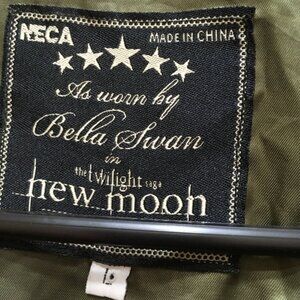 NECA
MADE IN CHINA
As worn by
Bella Swan
in
the twilight saga
new moon